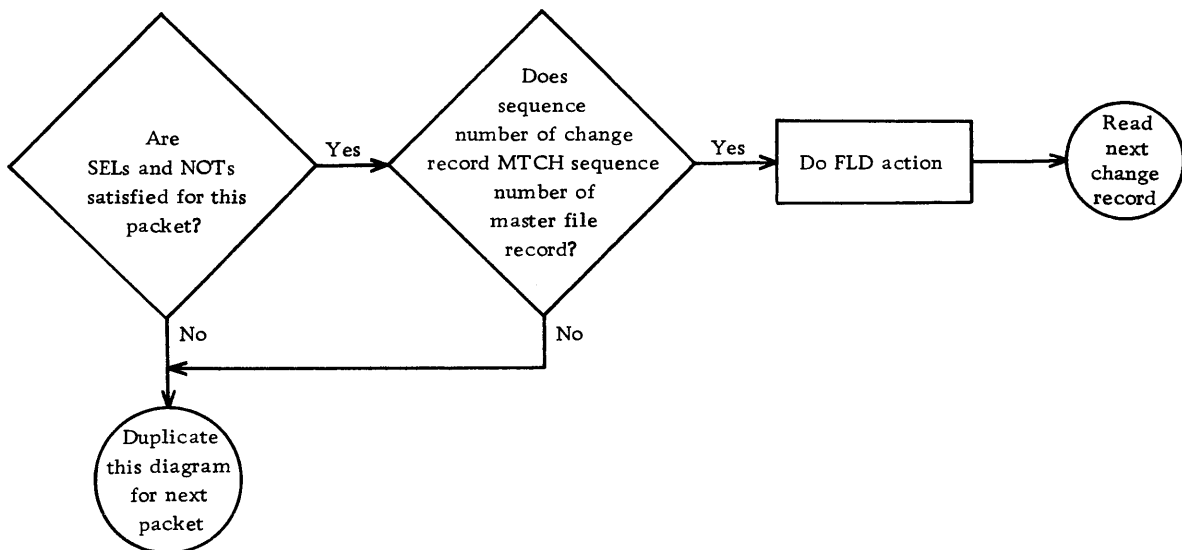 Are
SELs and NOTs
satisfied for this
packet?
Yes
No
Does
sequence
number of change
record MTCH sequence
number of
master file
record?
Yes
No
Do FLD action
Read
next
change
record
Duplicate
this diagram
for next
packet